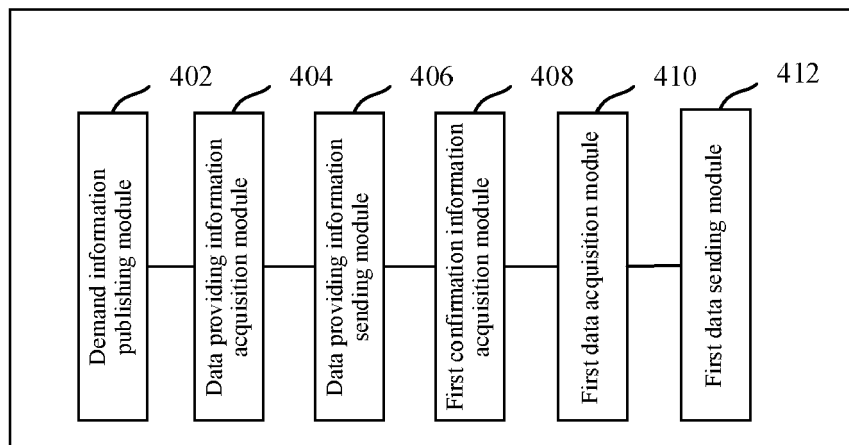 402
404
406
408
410
412
Demand information
publishing module
Data providing information
acquisition module
Data providing information
sending module
First confirmation information
acquisition module
First data acquisition module
First data sending module